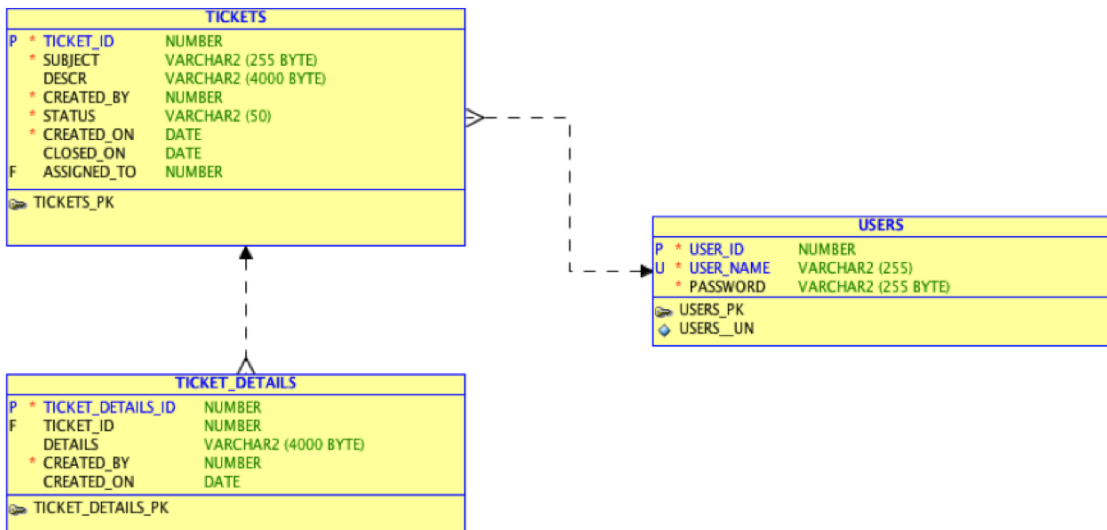 TICKETS
P * TICKET_ID NUMBER
* SUBJECT VARCHAR2 (255 BYTE)
DESCR VARCHAR2 (4000 BYTE)
* CREATED_BY NUMBER
* STATUS VARCHAR2 (50)
* CREATED_ON DATE
CLOSED_ON DATE
F ASSIGNED_TO NUMBER
TICKETS_PK
USERS
P * USER_ID NUMBER
U * USER_NAME VARCHAR2 (255)
* PASSWORD VARCHAR2 (255 BYTE)
USERS_PK
USERS__UN
TICKET_DETAILS
P * TICKET_DETAILS_ID NUMBER
F TICKET_ID NUMBER
DETAILS VARCHAR2 (4000 BYTE)
* CREATED_BY NUMBER
CREATED_ON DATE
TICKET_DETAILS_PK